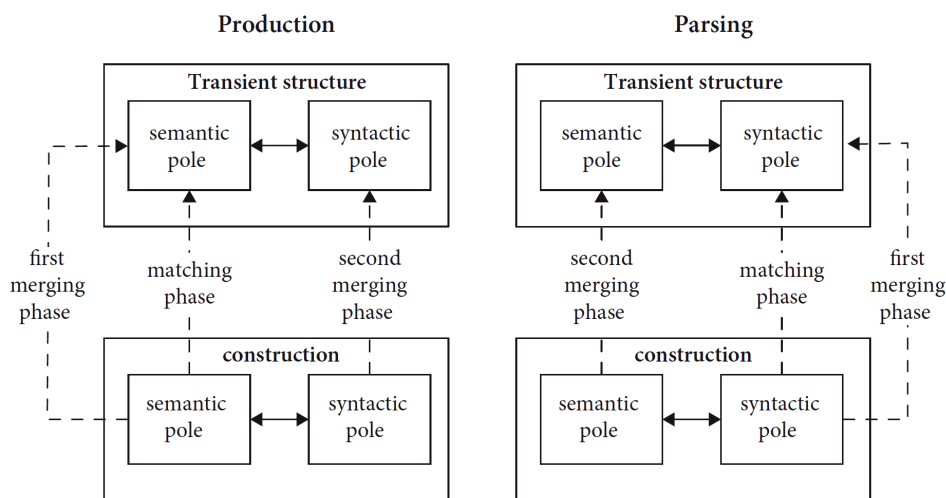 Production
Transient structure
semantic
pole
syntactic
pole
first
merging
phase
matching
phase
second
merging
phase
construction
semantic
pole
syntactic
pole
Parsing
Transient structure
semantic
pole
syntactic
pole
second
merging
phase
matching
phase
first
merging
phase
construction
semantic
pole
syntactic
pole